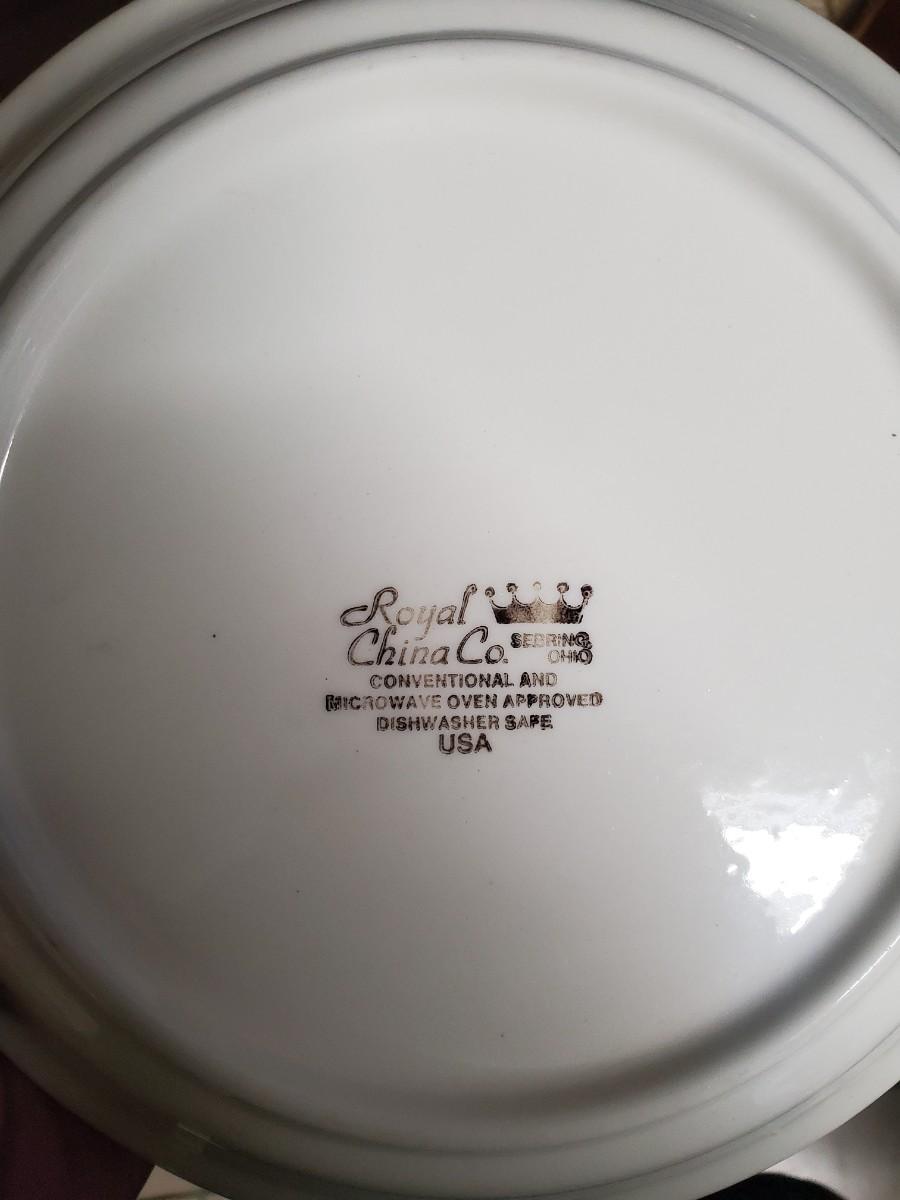 Royal
China Co. SEBRING,
OHIO
CONVENTIONAL AND
MICROWAVE OVEN APPROVED
DISHWASHER SAFE
USA